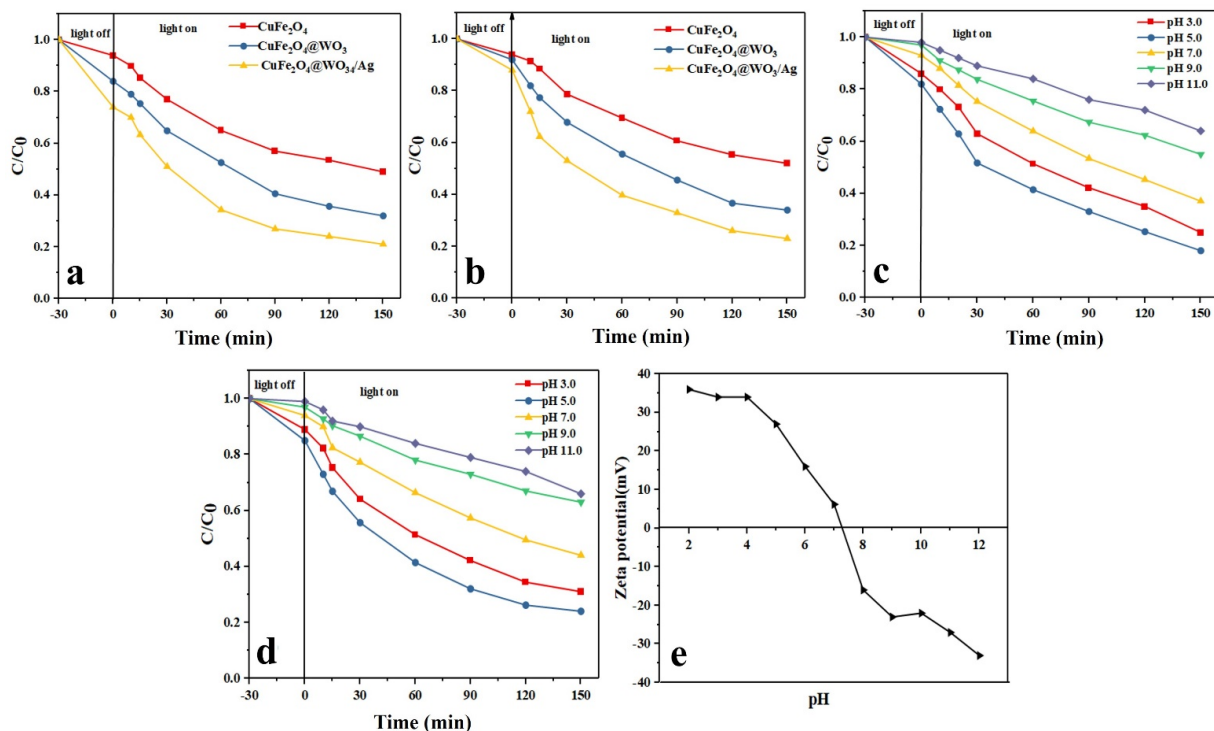 light off
light on
CuFe₂O₄
CuFe₂O₄@WO₃
CuFe₂O₄@WO₃₄/Ag
1.0
0.8
0.6
0.4
0.2
0.0
C/C₀
a
-30 0 30 60 90 120 150
Time (min)
light off
light on
CuFe₂O₄
CuFe₂O₄@WO₃
CuFe₂O₄@WO₃/Ag
1.0
0.8
0.6
0.4
0.2
0.0
C/C₀
b
-30 0 30 60 90 120 150
Time (min)
light off
light on
pH 3.0
pH 5.0
pH 7.0
pH 9.0
pH 11.0
1.0
0.8
0.6
0.4
0.2
0.0
C/C₀
c
-30 0 30 60 90 120 150
Time (min)
light off
light on
pH 3.0
pH 5.0
pH 7.0
pH 9.0
pH 11.0
1.0
0.8
0.6
0.4
0.2
0.0
C/C₀
d
-30 0 30 60 90 120 150
Time (min)
40
30
20
10
0
-10
-20
-30
-40
Zeta potential(mV)
2 4 6 8 10 12
e
pH